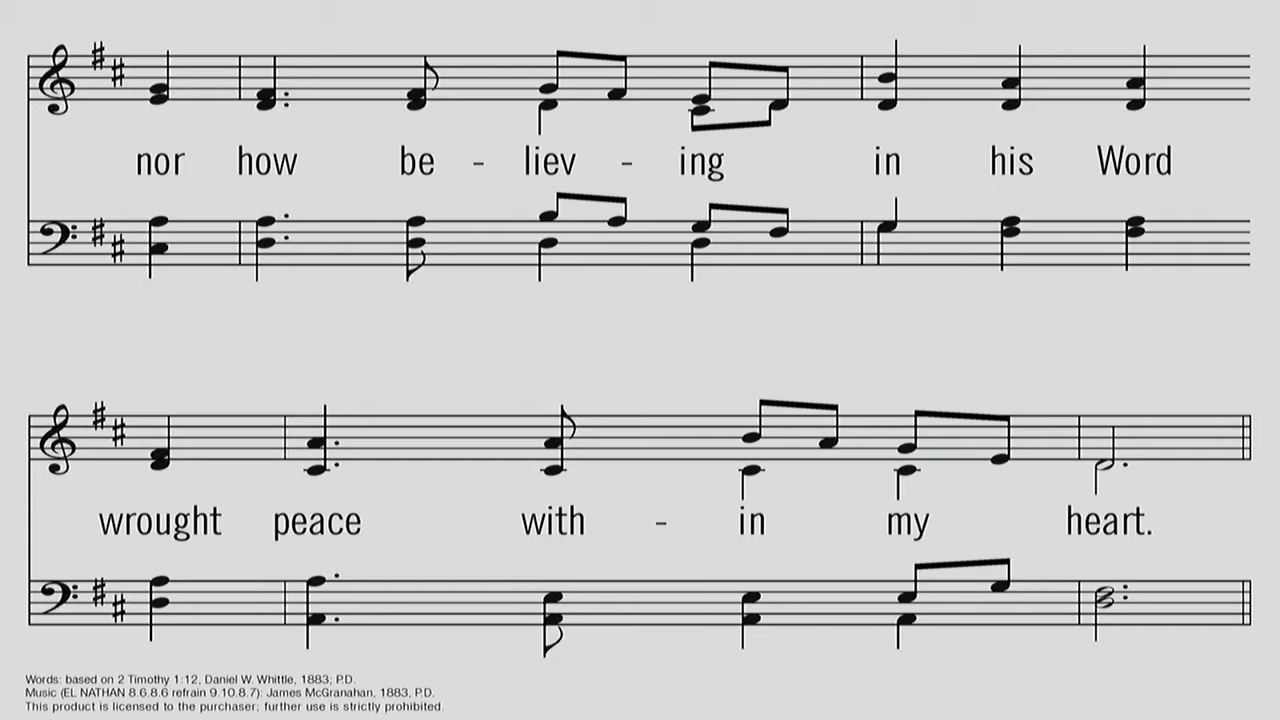 nor how be - liev - ing in his Word
wrought peace with - in my heart.
Words: based on 2 Timothy 1:12, Daniel W. Whittle, 1883; P.D.
Music (EL NATHAN 8.6.8.6 refrain 9.10.8.7): James McGranahan, 1883, P.D.
This product is licensed to the purchaser; further use is strictly prohibited.